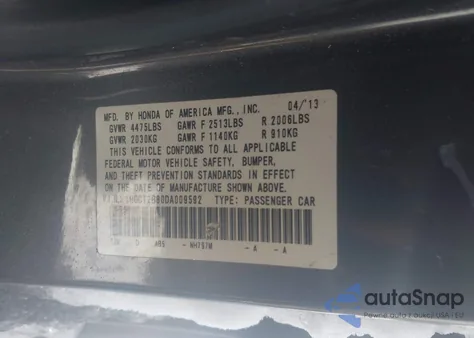 MFD. BY HONDA OF AMERICA MFG., INC. 04/'13
GVWR 4475LBS GAWR F 2513LBS R 2006LBS
GVWR 2030KG GAWR F 1140KG R 910KG
THIS VEHICLE CONFORMS TO ALL APPLICABLE
FEDERAL MOTOR VEHICLE SAFETY, BUMPER,
AND THEFT PREVENTION STANDARDS IN EFFECT
ON THE DATE OF MANUFACTURE SHOWN ABOVE.
TYPE: PASSENGER CAR
NH797M - A - A
autoSnap